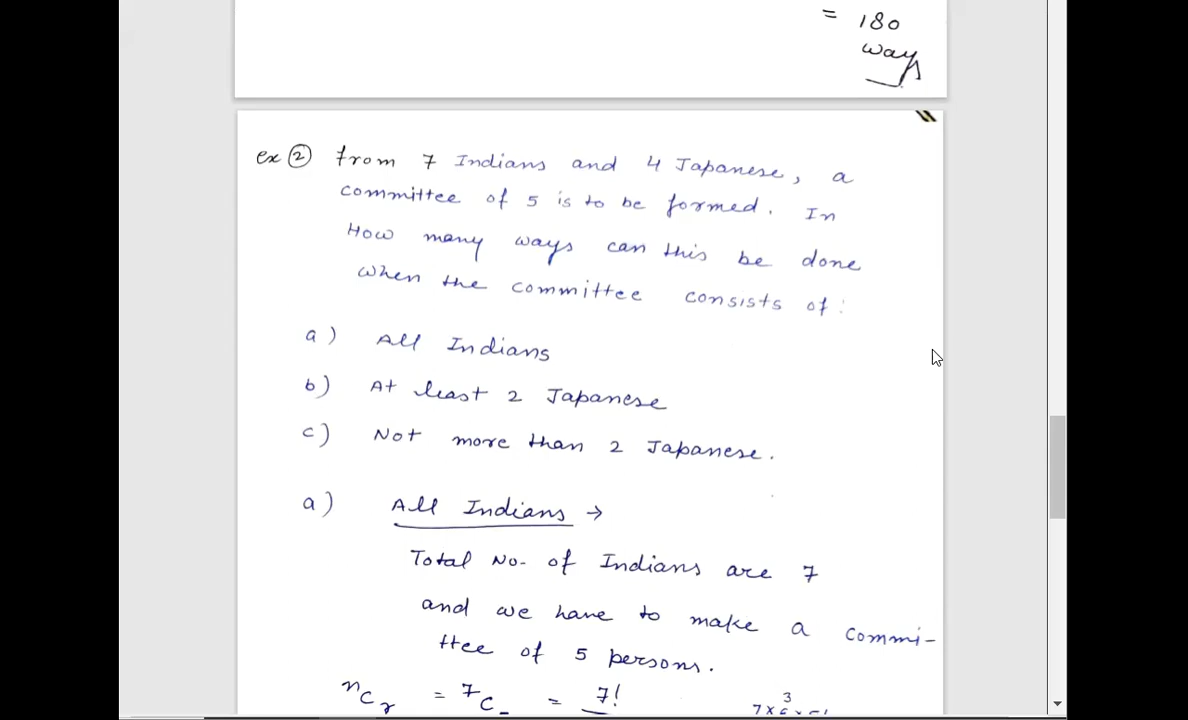 = 180
ways
ex ② from 7 Indians and 4 Japanese, a
committee of 5 is to be formed. In
How many ways can this be done
when the committee consists of :
a) All Indians
b) At least 2 Japanese
c) Not more than 2 Japanese.
a) All Indians →
Total No. of Indians are 7
and we have to make a commi-
ttee of 5 persons.
nCr = 7C = 7!